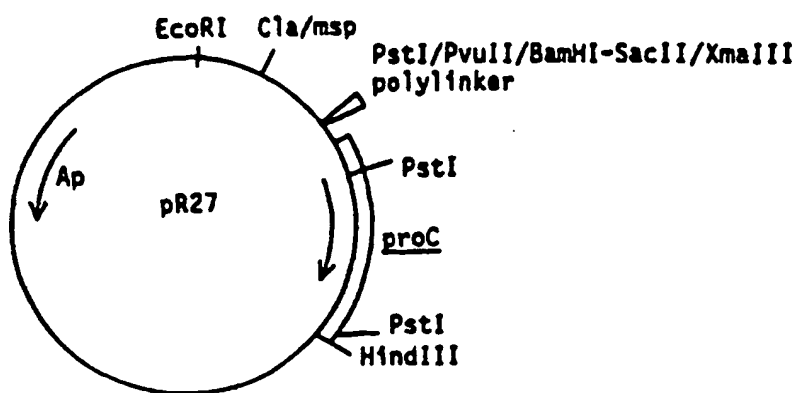 EcoRI
Cla/msp
PstI/PvuII/BamHI-SacII/XmaIII
polylinker
PstI
Ap
pR27
proC
PstI
HindIII